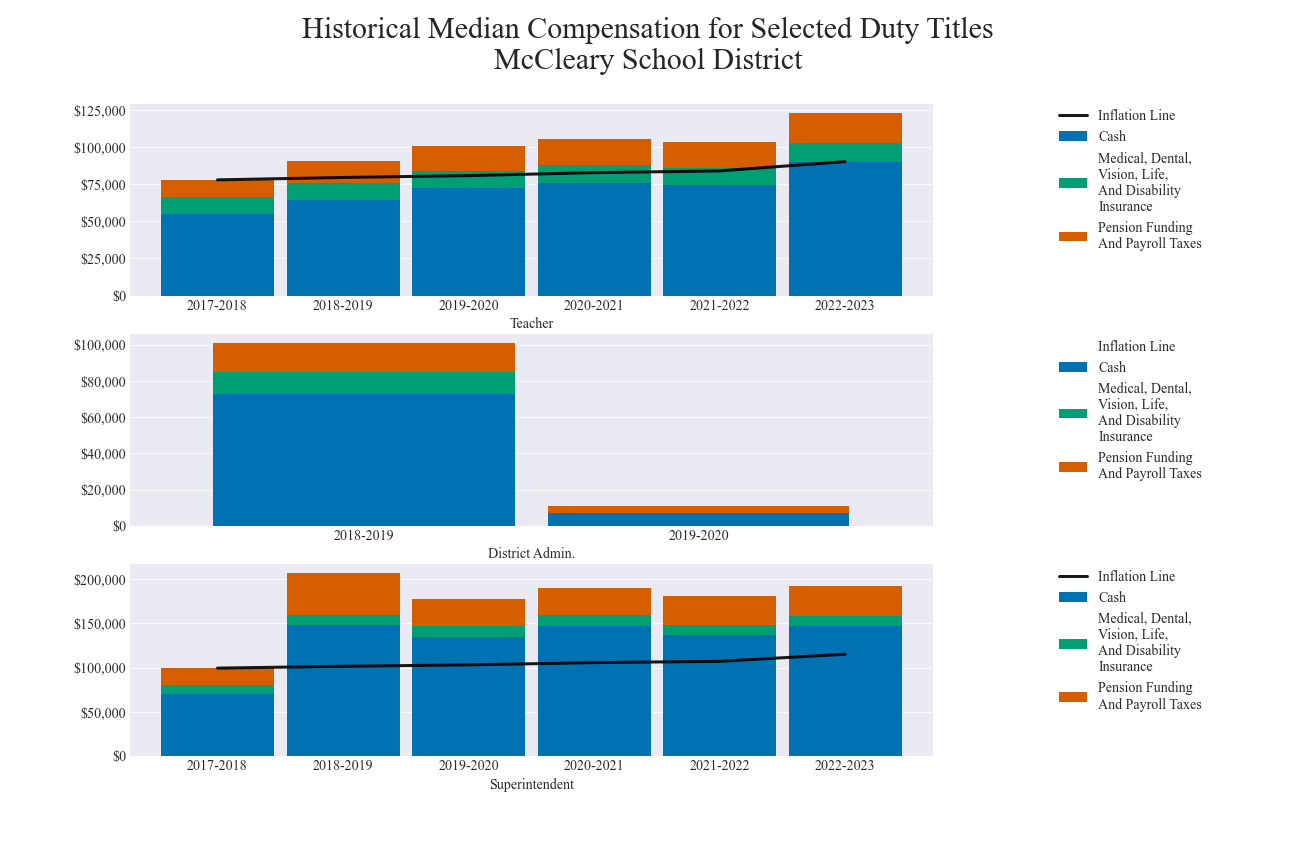 Historical Median Compensation for Selected Duty Titles
McCleary School District
$125,000
$100,000
$75,000
$50,000
$25,000
$0
2017-2018
2018-2019
2019-2020
2020-2021
2021-2022
2022-2023
Teacher
Inflation Line
Cash
Medical, Dental,
Vision, Life,
And Disability
Insurance
Pension Funding
And Payroll Taxes
$100,000
$80,000
$60,000
$40,000
$20,000
$0
2018-2019
2019-2020
District Admin.
Inflation Line
Cash
Medical, Dental,
Vision, Life,
And Disability
Insurance
Pension Funding
And Payroll Taxes
$200,000
$150,000
$100,000
$50,000
$0
2017-2018
2018-2019
2019-2020
2020-2021
2021-2022
2022-2023
Superintendent
Inflation Line
Cash
Medical, Dental,
Vision, Life,
And Disability
Insurance
Pension Funding
And Payroll Taxes